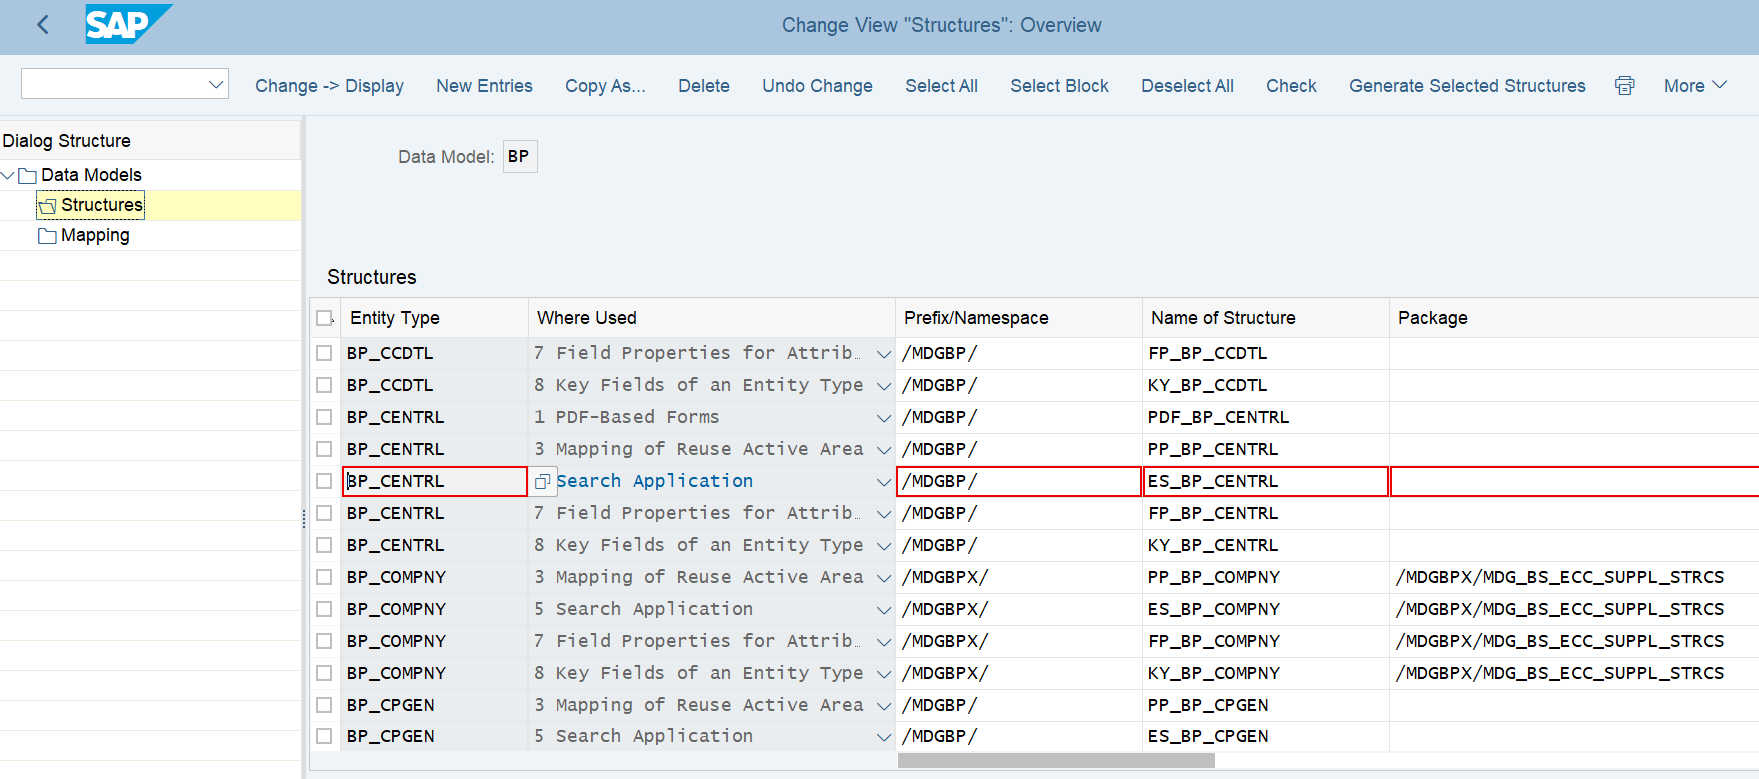 SAP
Change View "Structures": Overview
Change -> Display New Entries Copy As... Delete Undo Change Select All Select Block Deselect All Check Generate Selected Structures More
Dialog Structure
Data Models
Structures
Mapping
Data Model: BP
Structures
Entity Type Where Used Prefix/Namespace Name of Structure Package
BP_CCDTL 7 Field Properties for Attrib… /MDGBP/ FP_BP_CCDTL
BP_CCDTL 8 Key Fields of an Entity Type /MDGBP/ KY_BP_CCDTL
BP_CENTRL 1 PDF-Based Forms /MDGBP/ PDF_BP_CENTRL
BP_CENTRL 3 Mapping of Reuse Active Area /MDGBP/ PP_BP_CENTRL
BP_CENTRL Search Application /MDGBP/ ES_BP_CENTRL
BP_CENTRL 7 Field Properties for Attrib… /MDGBP/ FP_BP_CENTRL
BP_CENTRL 8 Key Fields of an Entity Type /MDGBP/ KY_BP_CENTRL
BP_COMPNY 3 Mapping of Reuse Active Area /MDGBPX/ PP_BP_COMPNY /MDGBPX/MDG_BS_ECC_SUPPL_STRCS
BP_COMPNY 5 Search Application /MDGBPX/ ES_BP_COMPNY /MDGBPX/MDG_BS_ECC_SUPPL_STRCS
BP_COMPNY 7 Field Properties for Attrib… /MDGBPX/ FP_BP_COMPNY /MDGBPX/MDG_BS_ECC_SUPPL_STRCS
BP_COMPNY 8 Key Fields of an Entity Type /MDGBPX/ KY_BP_COMPNY /MDGBPX/MDG_BS_ECC_SUPPL_STRCS
BP_CPGEN 3 Mapping of Reuse Active Area /MDGBP/ PP_BP_CPGEN
BP_CPGEN 5 Search Application /MDGBP/ ES_BP_CPGEN